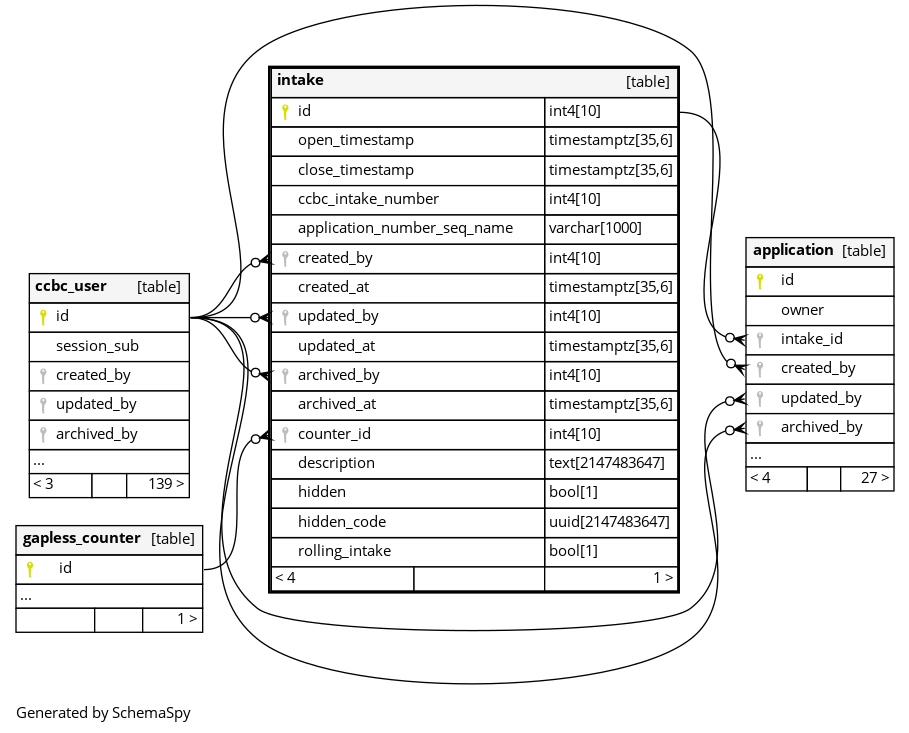 intake [table]
id int4[10]
open_timestamp timestamptz[35,6]
close_timestamp timestamptz[35,6]
ccbc_intake_number int4[10]
application_number_seq_name varchar[1000]
created_by int4[10]
created_at timestamptz[35,6]
updated_by int4[10]
updated_at timestamptz[35,6]
archived_by int4[10]
archived_at timestamptz[35,6]
counter_id int4[10]
description text[2147483647]
hidden bool[1]
hidden_code uuid[2147483647]
rolling_intake bool[1]
< 4 1 >
ccbc_user [table]
id
session_sub
created_by
updated_by
archived_by
...
< 3 139 >
gapless_counter [table]
id
...
1 >
application [table]
id
owner
intake_id
created_by
updated_by
archived_by
...
< 4 27 >
Generated by SchemaSpy